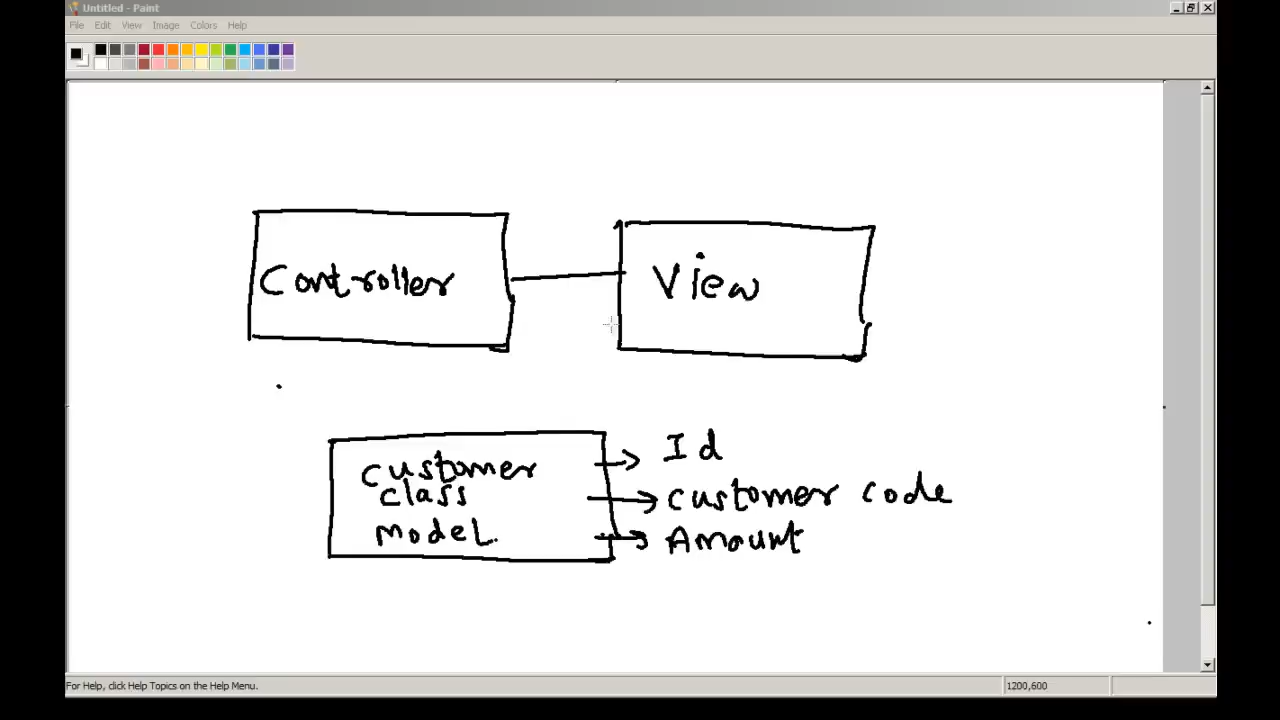 Untitled - Paint
File Edit View Image Colors Help
Controller
View
customer
class
model.
Id
customer code
Amount
For Help, click Help Topics on the Help Menu.
1200,600